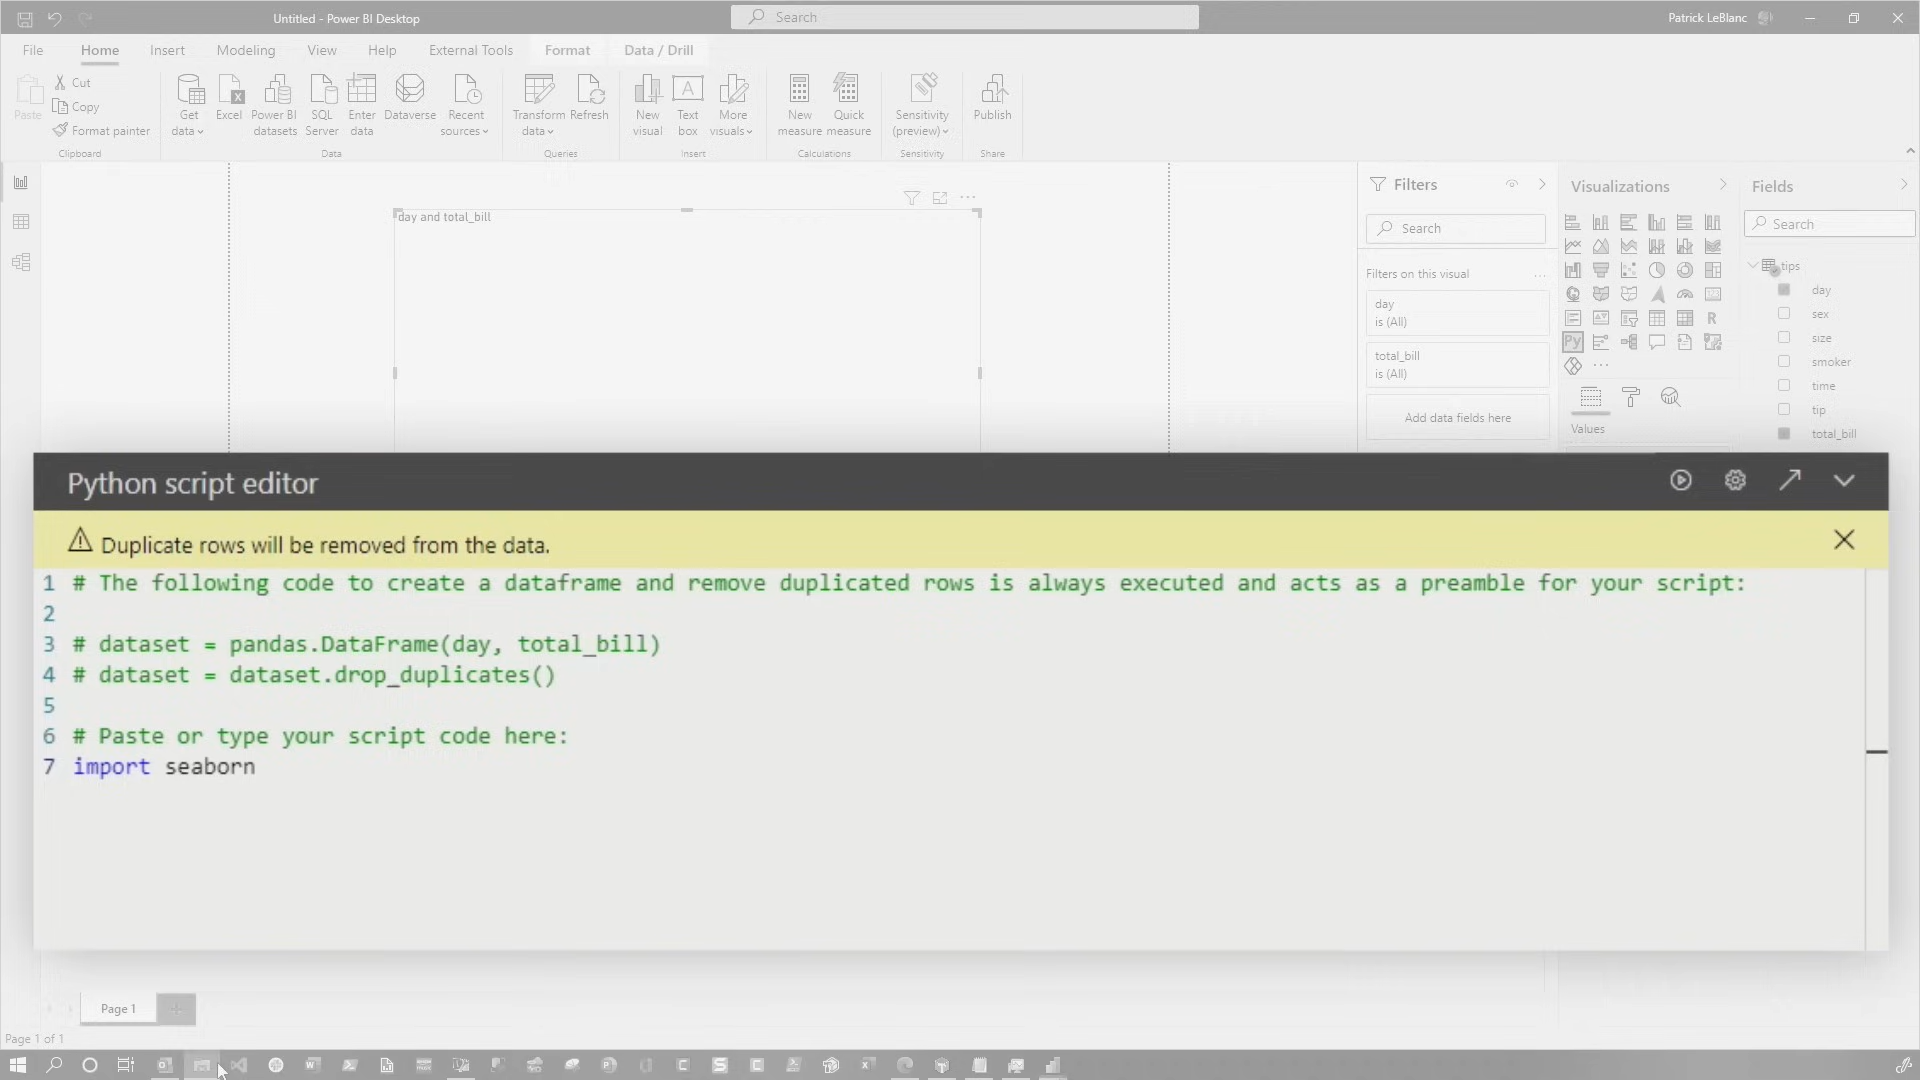 Untitled - Power BI Desktop
Search
Patrick LeBlanc
File
Home
Insert
Modeling
View
Help
External Tools
Format
Data / Drill
Paste
Cut
Copy
Format painter
Clipboard
Get data
Excel
Power BI datasets
SQL Server
Enter data
Dataverse
Recent sources
Data
Transform data
Refresh
Queries
New visual
Text box
More visuals
Insert
New measure
Quick measure
Calculations
Sensitivity (preview)
Sensitivity
Publish
Share
day and total_bill
Filters
Search
Filters on this visual
day
is (All)
total_bill
is (All)
Add data fields here
Visualizations
R
Py
Values
Fields
Search
tips
day
sex
size
smoker
time
tip
total_bill
Python script editor
Duplicate rows will be removed from the data.
1 # The following code to create a dataframe and remove duplicated rows is always executed and acts as a preamble for your script:
2
3 # dataset = pandas.DataFrame(day, total_bill)
4 # dataset = dataset.drop_duplicates()
5
6 # Paste or type your script code here:
7 import seaborn
Page 1
Page 1 of 1